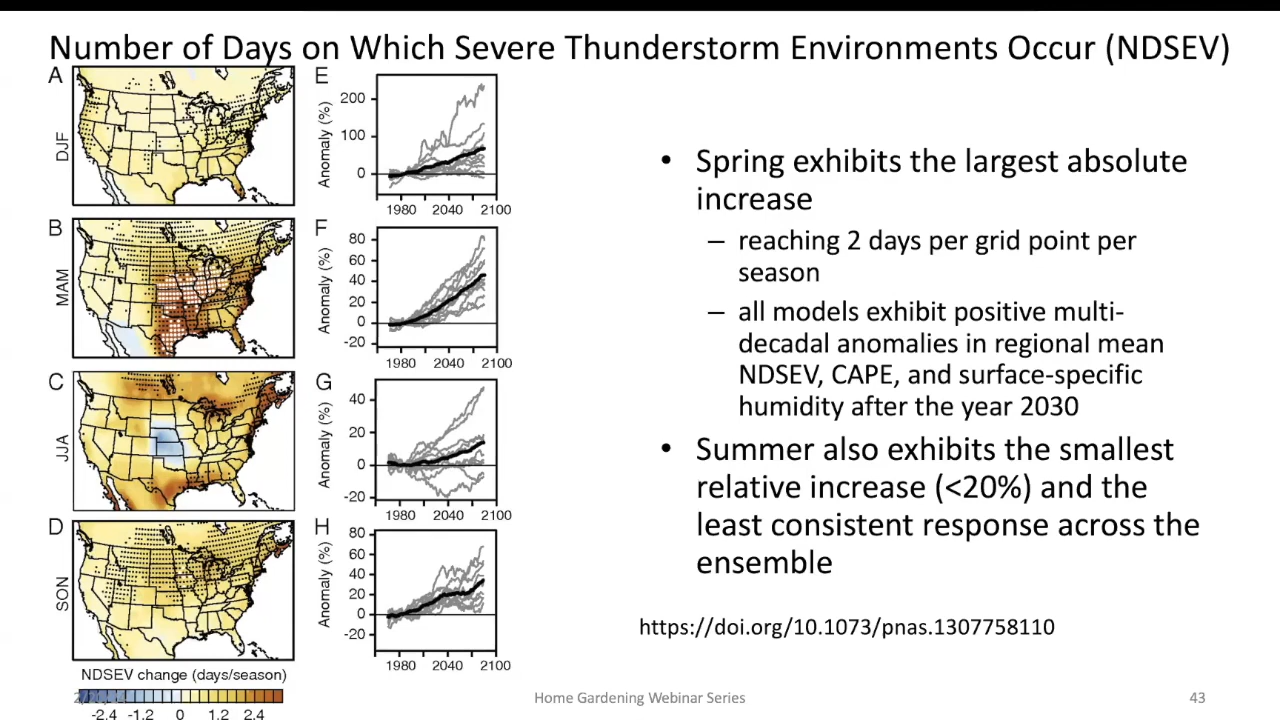 Number of Days on Which Severe Thunderstorm Environments Occur (NDSEV)
A
DJF
B
MAM
C
JJA
D
SON
NDSEV change (days/season)
-2.4 -1.2 0 1.2 2.4
E
Anomaly (%)
200
100
0
1980 2040 2100
F
Anomaly (%)
80
60
40
20
0
-20
1980 2040 2100
G
Anomaly (%)
40
20
0
-20
1980 2040 2100
H
Anomaly (%)
80
60
40
20
0
-20
1980 2040 2100
• Spring exhibits the largest absolute
increase
– reaching 2 days per grid point per
season
– all models exhibit positive multi-
decadal anomalies in regional mean
NDSEV, CAPE, and surface-specific
humidity after the year 2030
• Summer also exhibits the smallest
relative increase (<20%) and the
least consistent response across the
ensemble
https://doi.org/10.1073/pnas.1307758110
Home Gardening Webinar Series
43